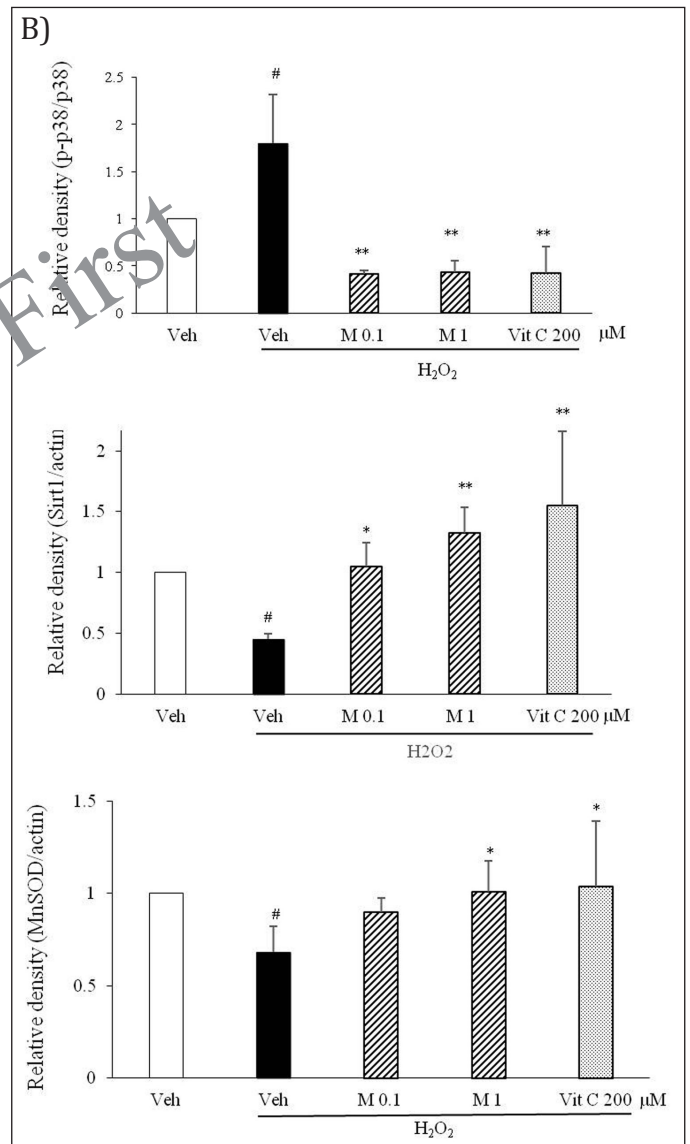 B)
Relative density (p-p38/p38)
2.5
2
1.5
1
0.5
0
#
**
**
**
Veh
Veh
M 0.1
M 1
Vit C 200
μM
H₂O₂
First
Relative density (Sirt1/actin
2
1.5
1
0.5
0
#
*
**
**
Veh
Veh
M 0.1
M 1
Vit C 200 μM
H2O2
Relative density (MnSOD/actin)
1.5
1
0.5
0
#
*
*
Veh
Veh
M 0.1
M 1
Vit C 200
μM
H₂O₂